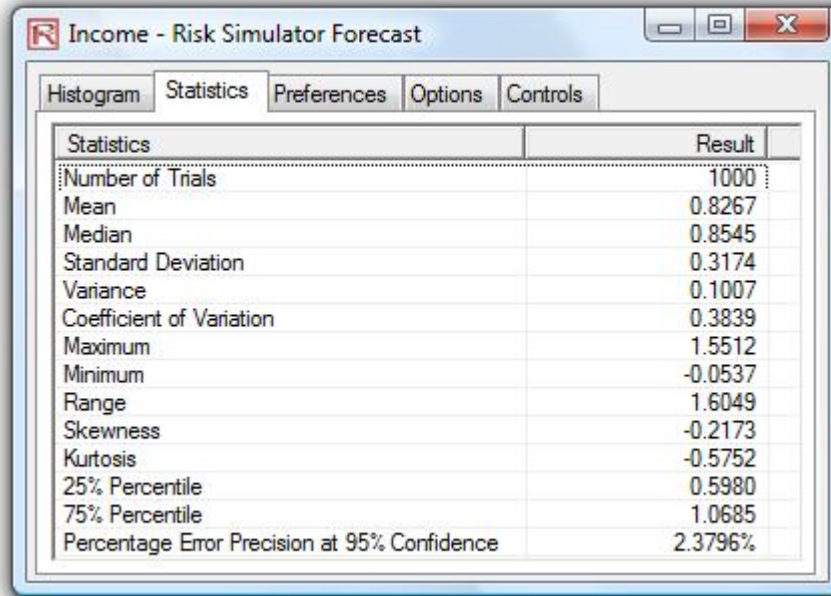 Income - Risk Simulator Forecast
Histogram Statistics Preferences Options Controls
Statistics Result
Number of Trials 1000
Mean 0.8267
Median 0.8545
Standard Deviation 0.3174
Variance 0.1007
Coefficient of Variation 0.3839
Maximum 1.5512
Minimum -0.0537
Range 1.6049
Skewness -0.2173
Kurtosis -0.5752
25% Percentile 0.5980
75% Percentile 1.0685
Percentage Error Precision at 95% Confidence 2.3796%